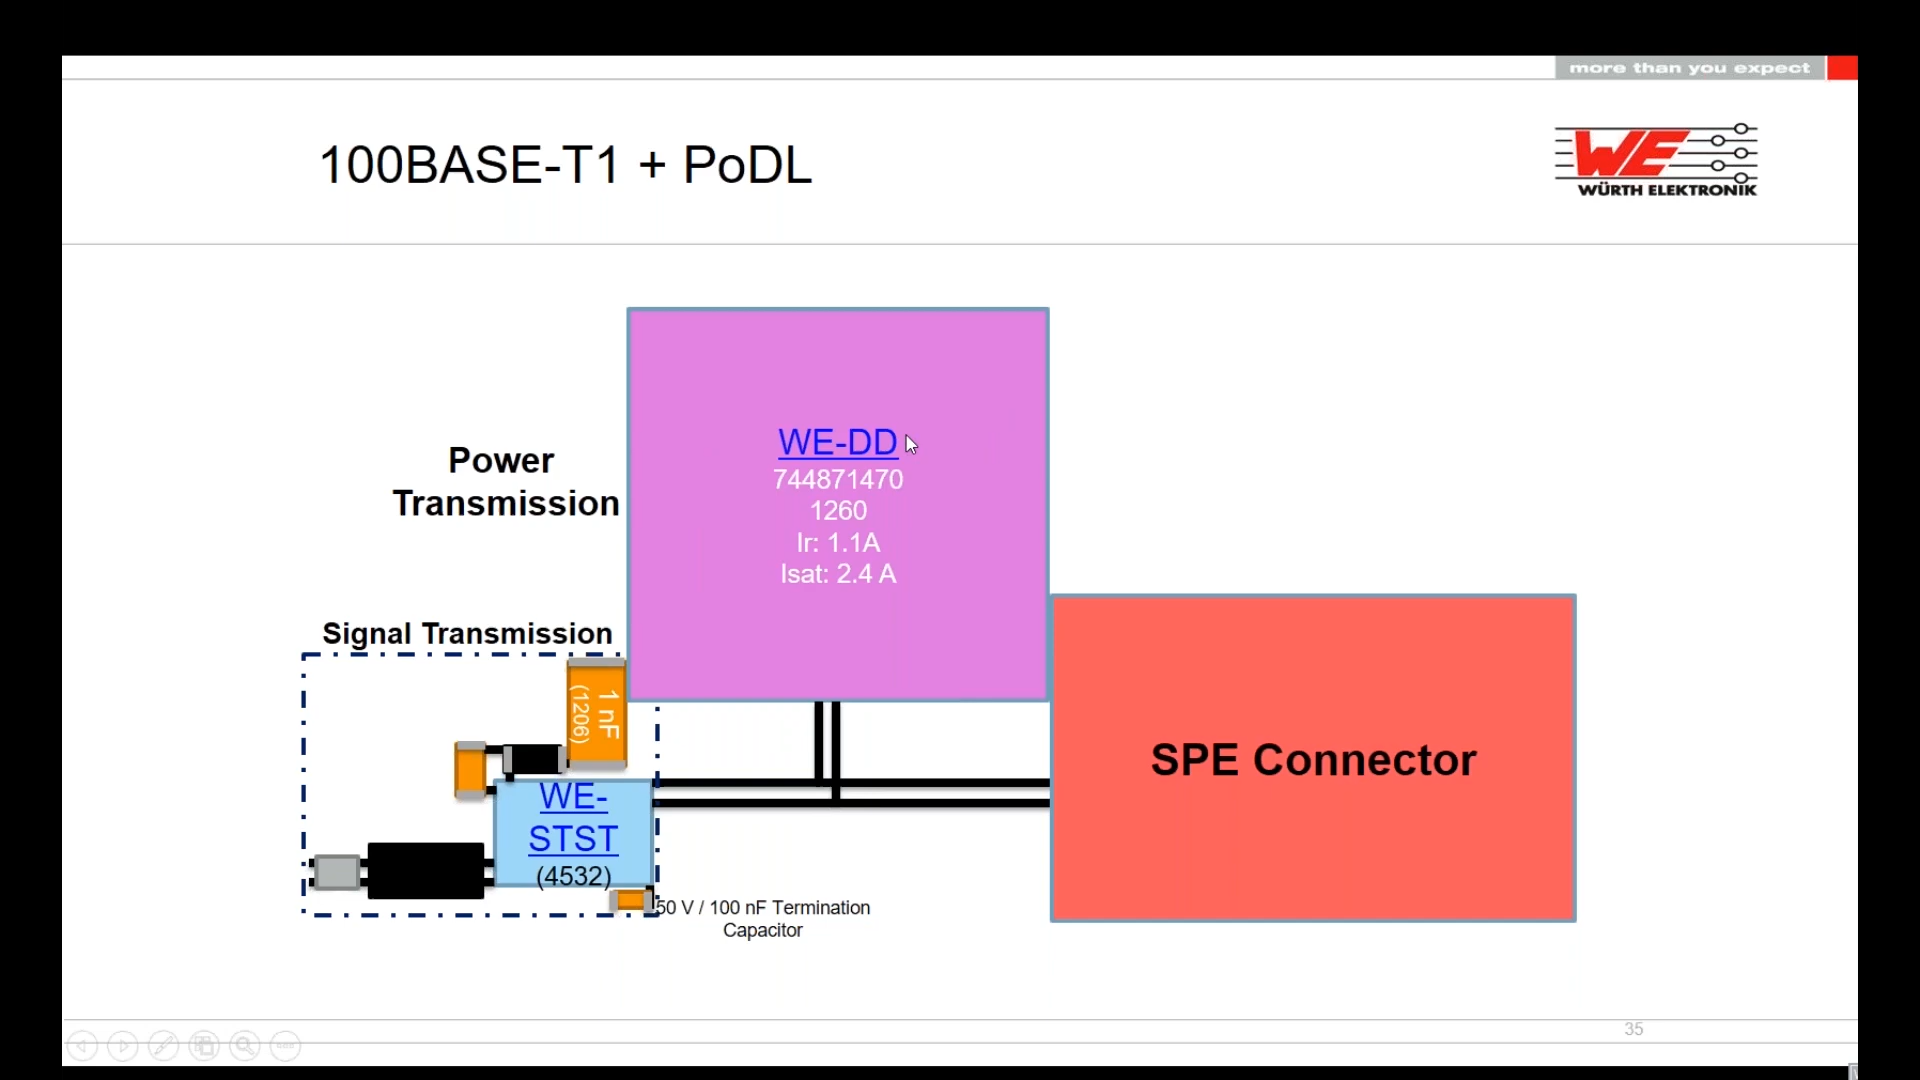 more than you expect
100BASE-T1 + PoDL
WE
WÜRTH ELEKTRONIK
WE-DD
744871470
1260
Ir: 1.1A
Isat: 2.4 A
Power
Transmission
Signal Transmission
1 nF
(1206)
WE-
STST
(4532)
50 V / 100 nF Termination
Capacitor
SPE Connector
35